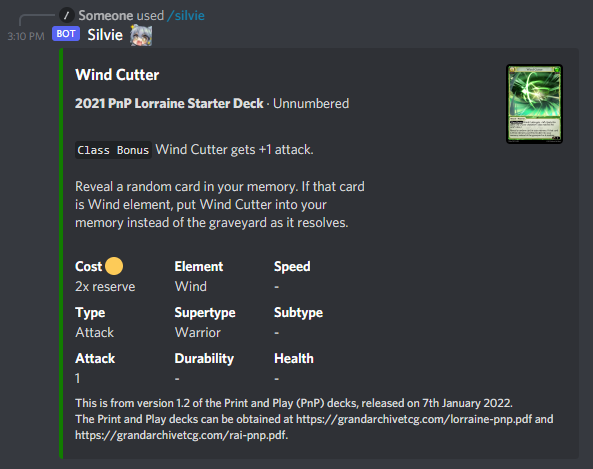 Someone used /silvie
3:10 PM BOT Silvie
Wind Cutter
2021 PnP Lorraine Starter Deck · Unnumbered
Class Bonus Wind Cutter gets +1 attack.
Reveal a random card in your memory. If that card
is Wind element, put Wind Cutter into your
memory instead of the graveyard as it resolves.
Cost Element Speed
2x reserve Wind -
Type Supertype Subtype
Attack Warrior -
Attack Durability Health
1 - -
This is from version 1.2 of the Print and Play (PnP) decks, released on 7th January 2022.
The Print and Play decks can be obtained at https://grandarchivetcg.com/lorraine-pnp.pdf and
https://grandarchivetcg.com/rai-pnp.pdf.